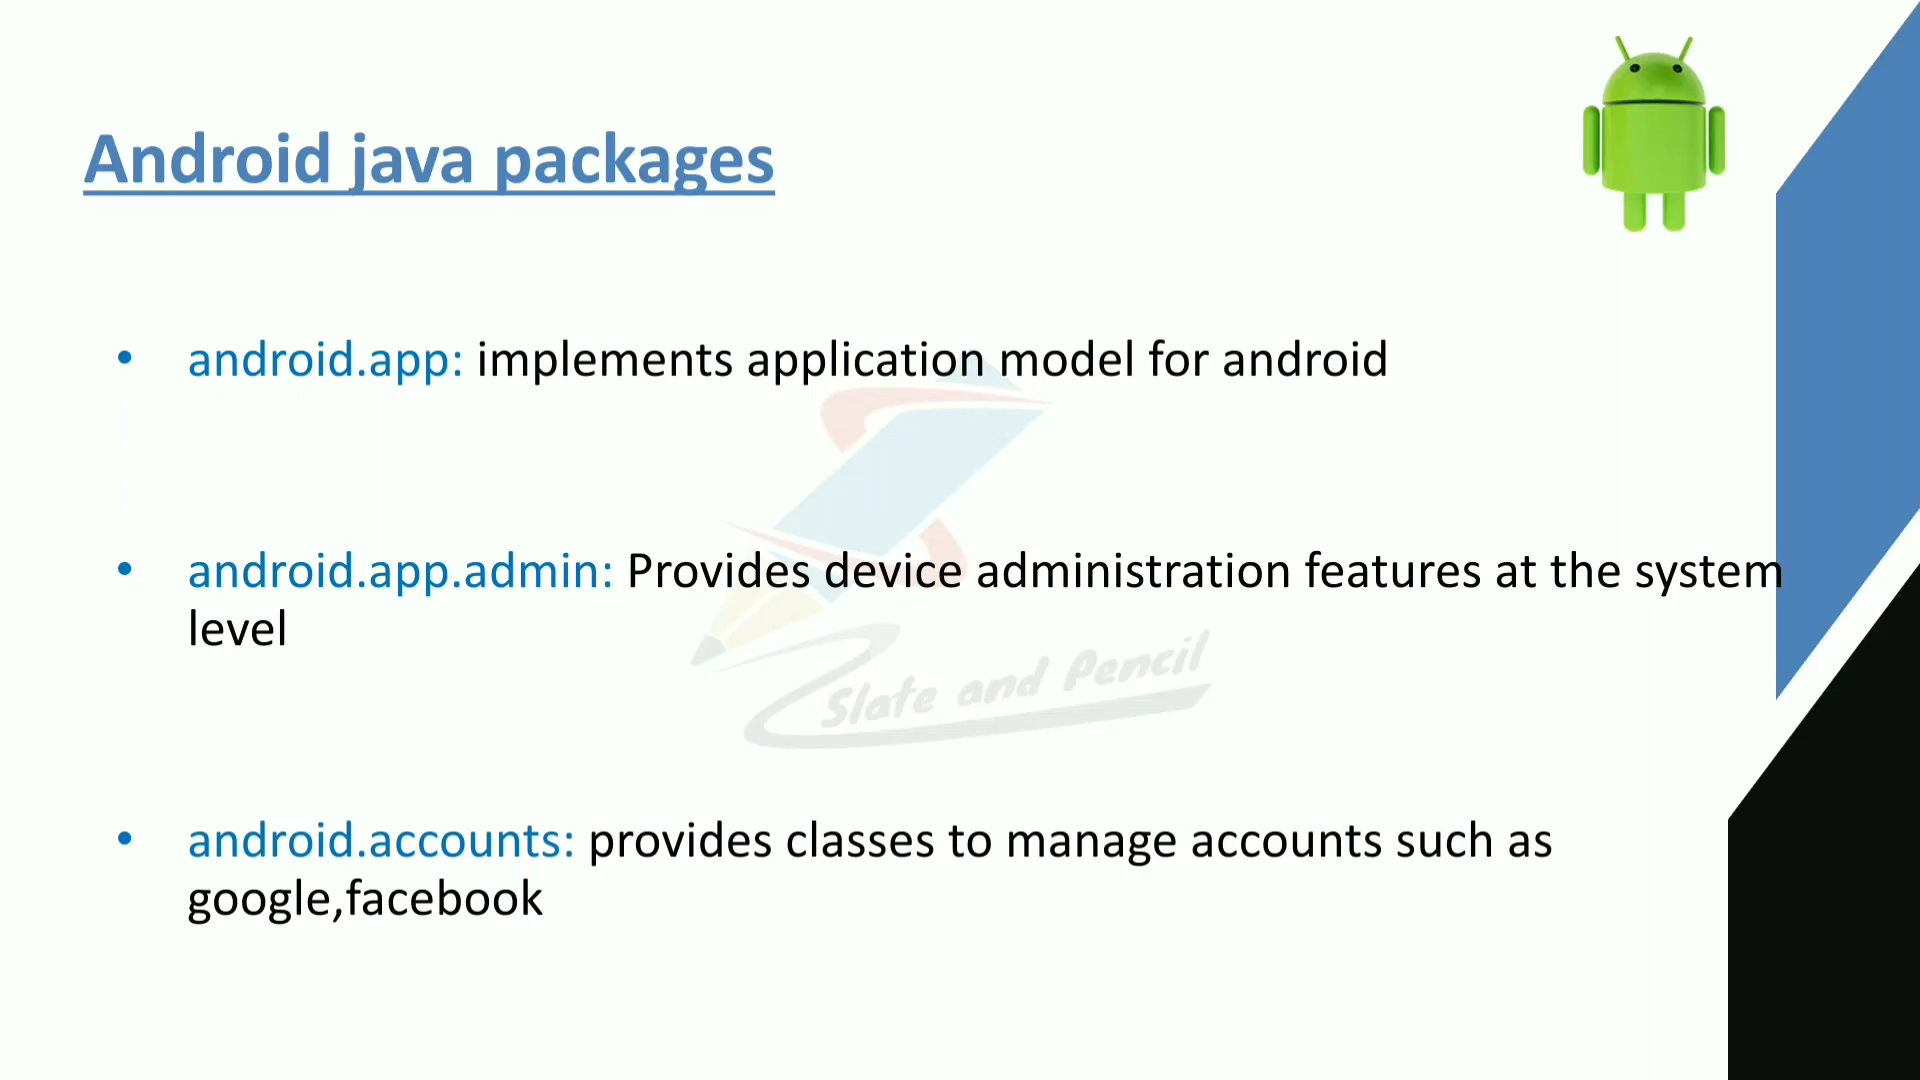 Android java packages
• android.app: implements application model for android
• android.app.admin: Provides device administration features at the system
level
Slate and Pencil
• android.accounts: provides classes to manage accounts such as
google,facebook